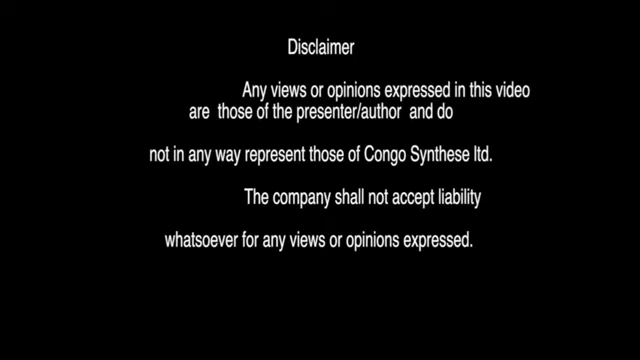 Disclaimer
Any views or opinions expressed in this video
are those of the presenter/author and do
not in any way represent those of Congo Synthese ltd.
The company shall not accept liability
whatsoever for any views or opinions expressed.